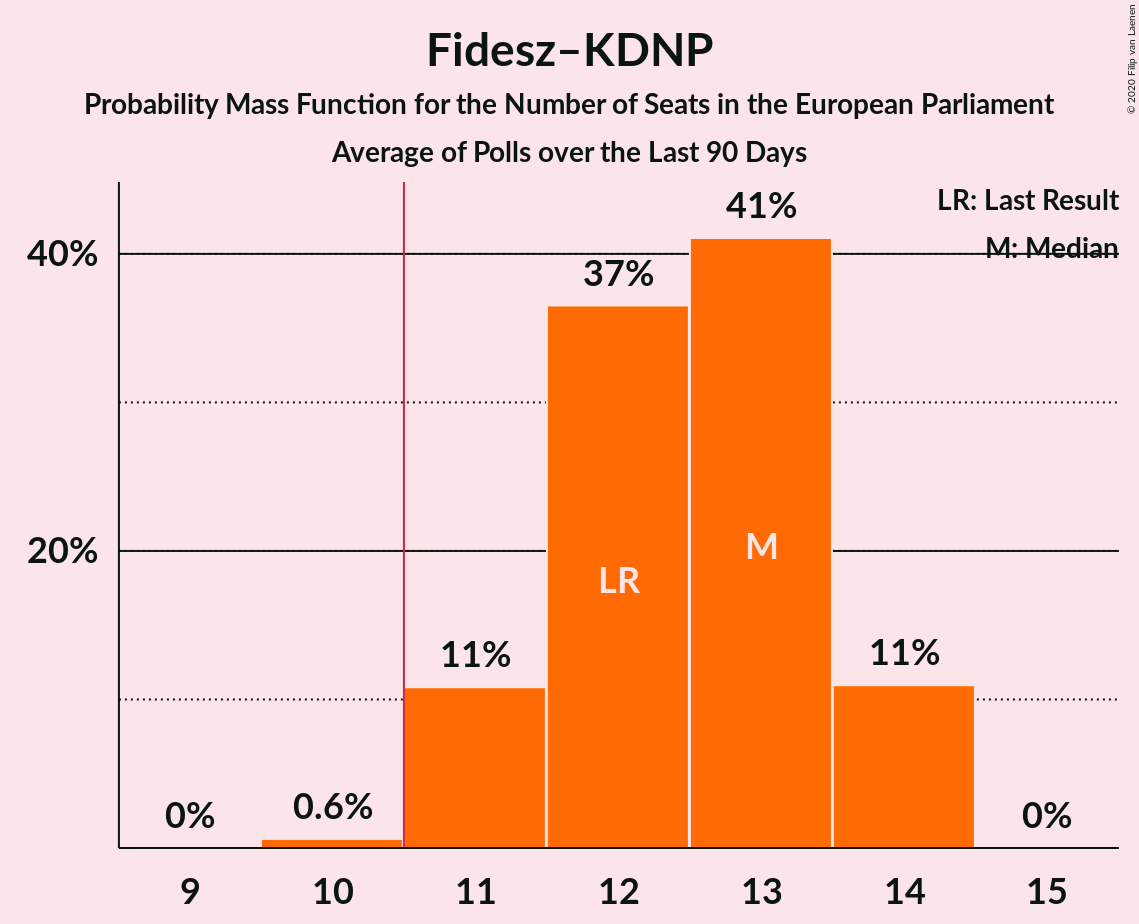 Fidesz–KDNP
Probability Mass Function for the Number of Seats in the European Parliament
Average of Polls over the Last 90 Days
© 2020 Filip van Laenen
LR: Last Result
M: Median
41%
40%
37%
M
20%
LR
11%
11%
0.6%
0%
0%
9 10 11 12 13 14 15